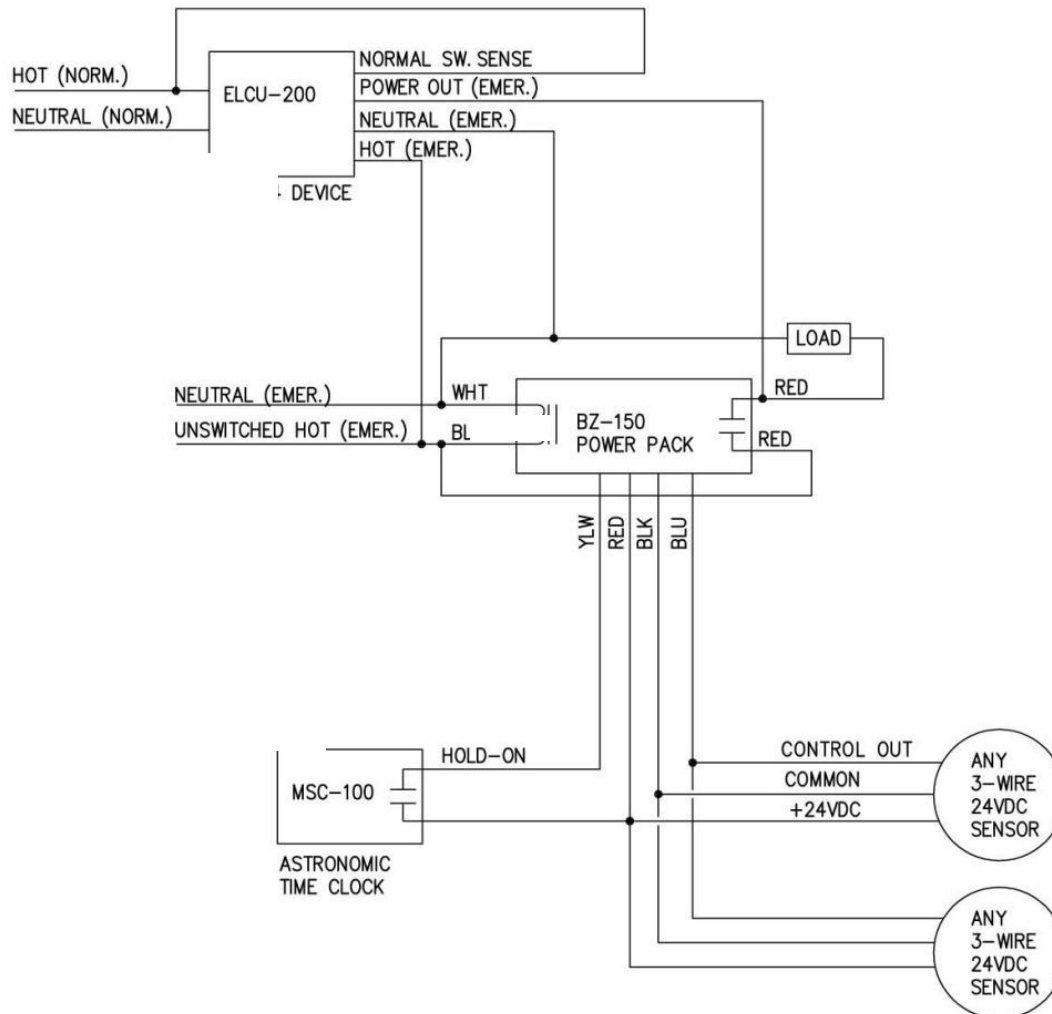 NORMAL SW. SENSE
HOT (NORM.)
ELCU-200
POWER OUT (EMER.)
NEUTRAL (NORM.)
NEUTRAL (EMER.)
HOT (EMER.)
DEVICE
LOAD
NEUTRAL (EMER.)
WHT
RED
UNSWITCHED HOT (EMER.)
BL
BZ-150
POWER PACK
RED
YLW
RED
BLK
BLU
HOLD-ON
MSC-100
ASTRONOMIC
TIME CLOCK
CONTROL OUT
COMMON
+24VDC
ANY
3-WIRE
24VDC
SENSOR
ANY
3-WIRE
24VDC
SENSOR